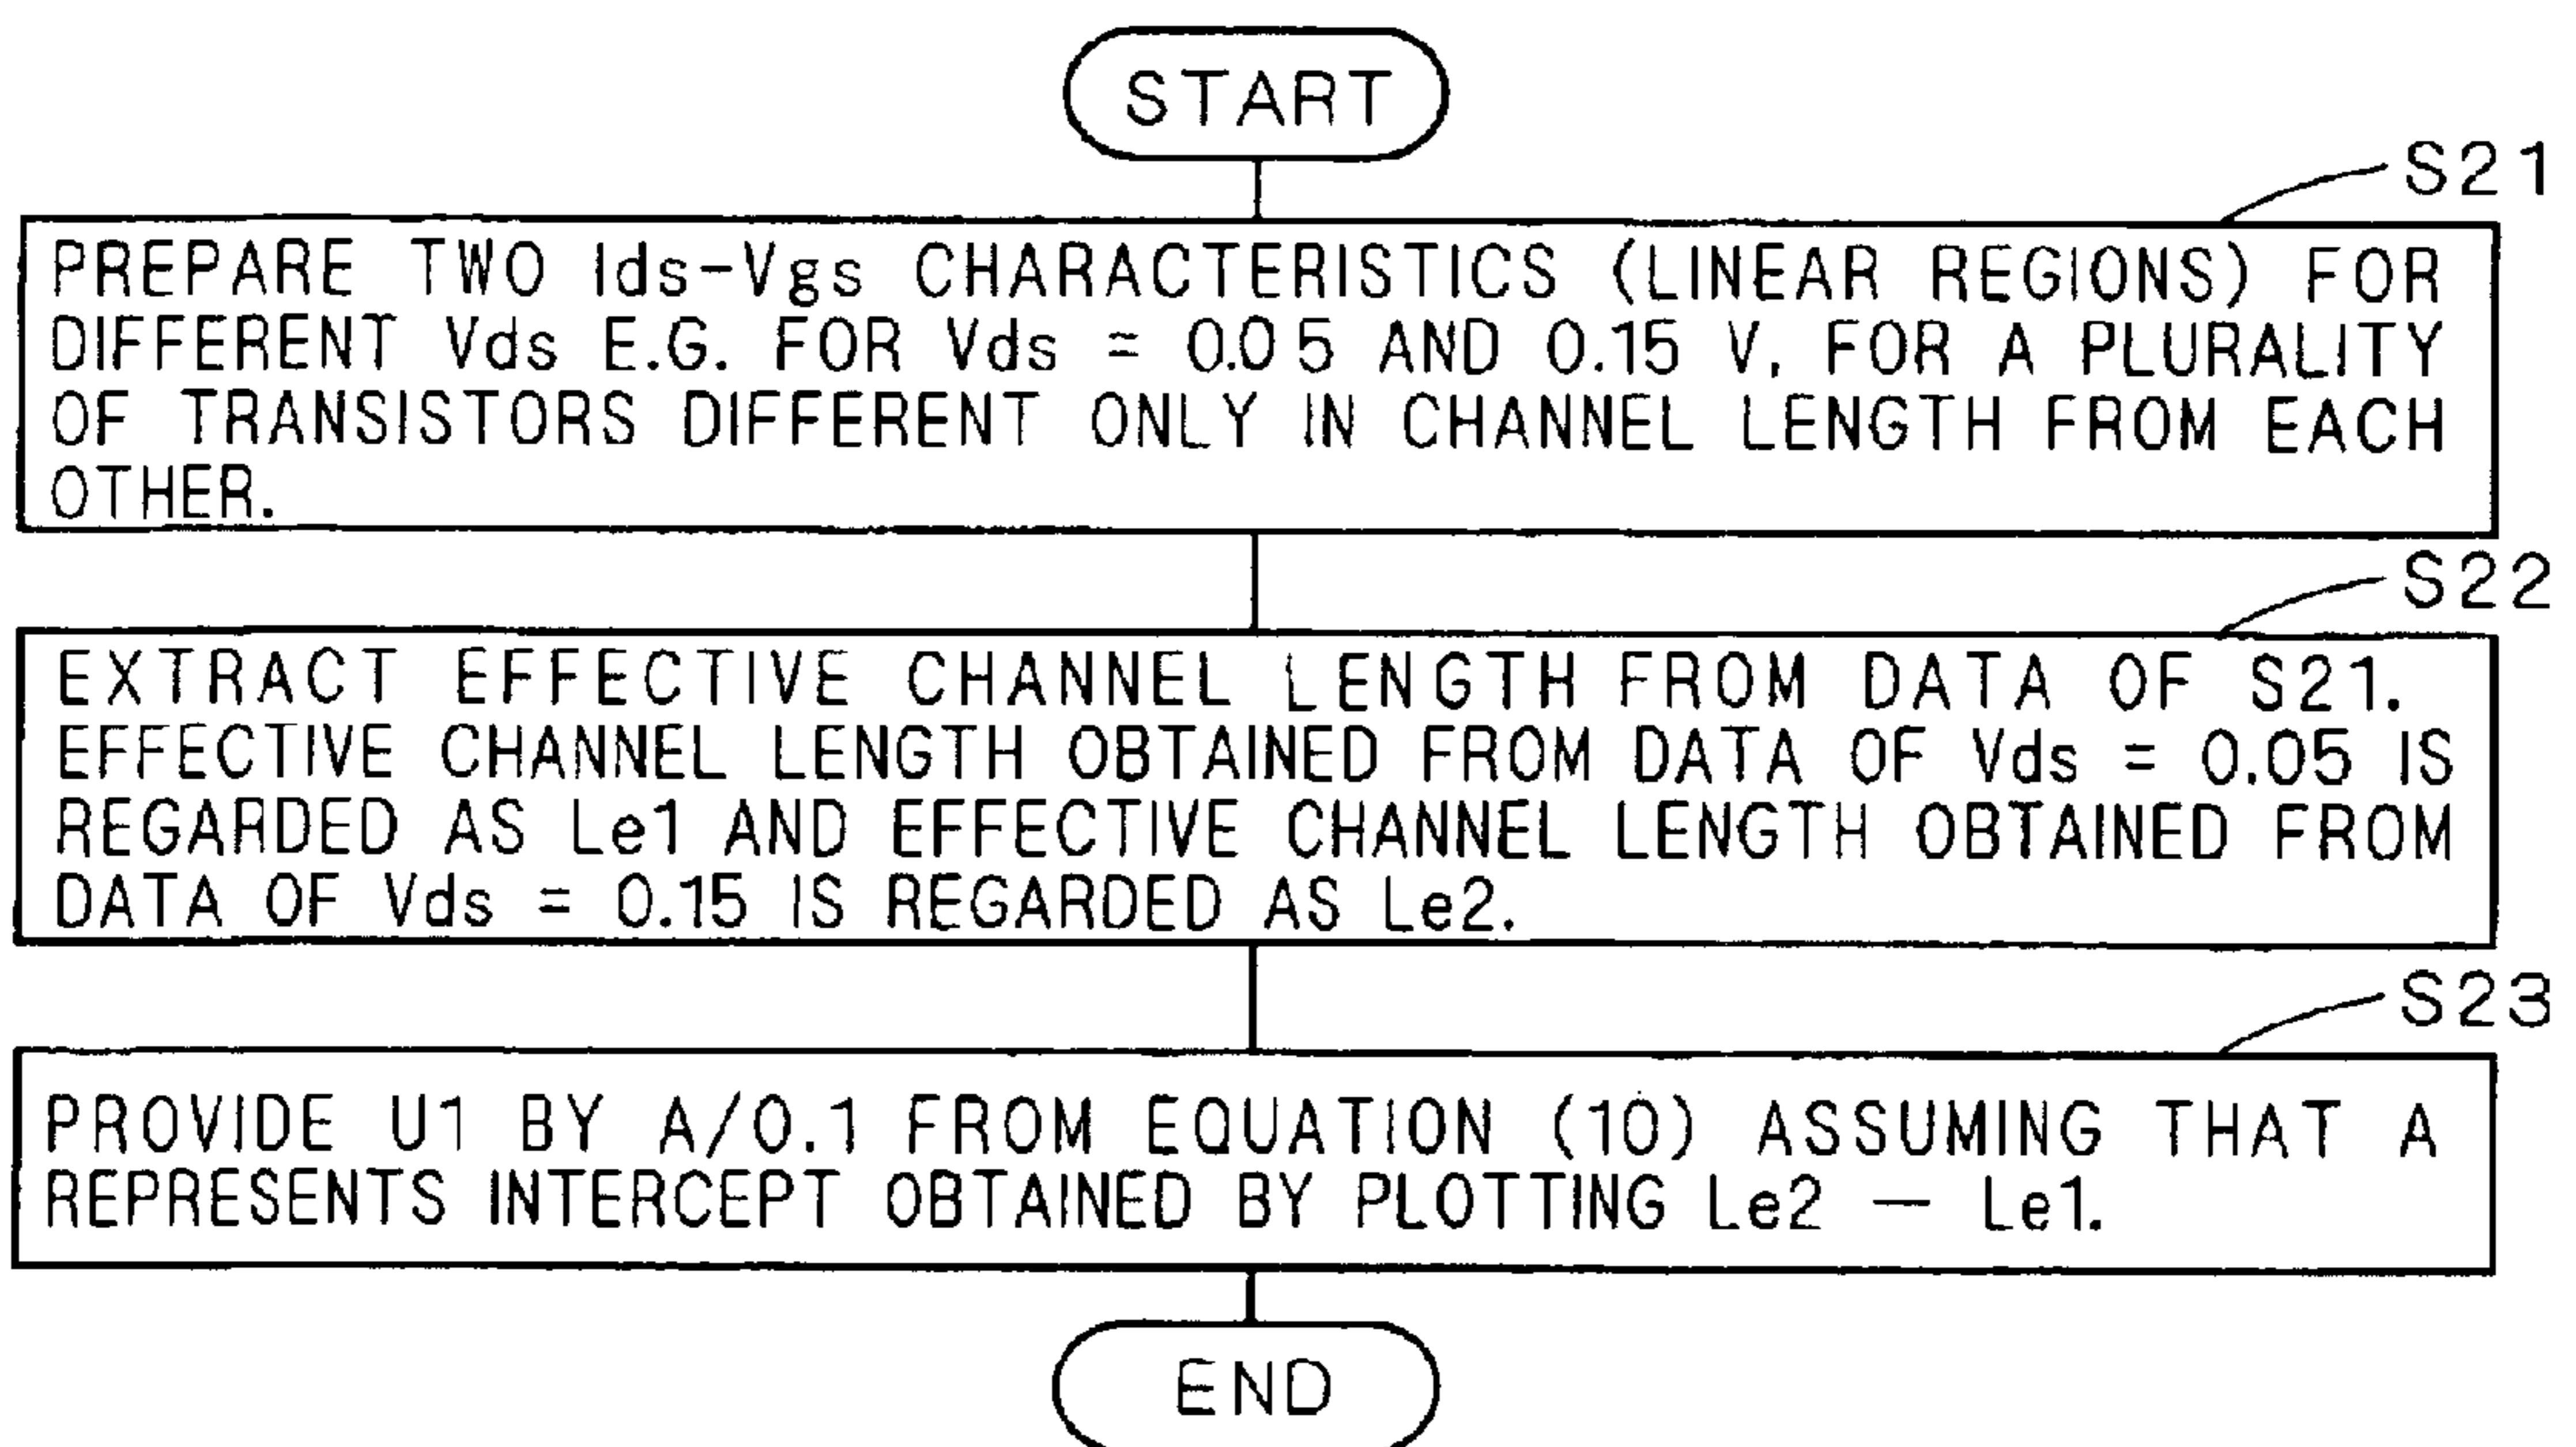 START
S21
PREPARE TWO Ids-Vgs CHARACTERISTICS (LINEAR REGIONS) FOR
DIFFERENT Vds E.G. FOR Vds = 0.05 AND 0.15 V, FOR A PLURALITY
OF TRANSISTORS DIFFERENT ONLY IN CHANNEL LENGTH FROM EACH
OTHER.
S22
EXTRACT EFFECTIVE CHANNEL LENGTH FROM DATA OF S21.
EFFECTIVE CHANNEL LENGTH OBTAINED FROM DATA OF Vds = 0.05 IS
REGARDED AS Le1 AND EFFECTIVE CHANNEL LENGTH OBTAINED FROM
DATA OF Vds = 0.15 IS REGARDED AS Le2.
S23
PROVIDE U1 BY A/0.1 FROM EQUATION (10) ASSUMING THAT A
REPRESENTS INTERCEPT OBTAINED BY PLOTTING Le2 — Le1.
END